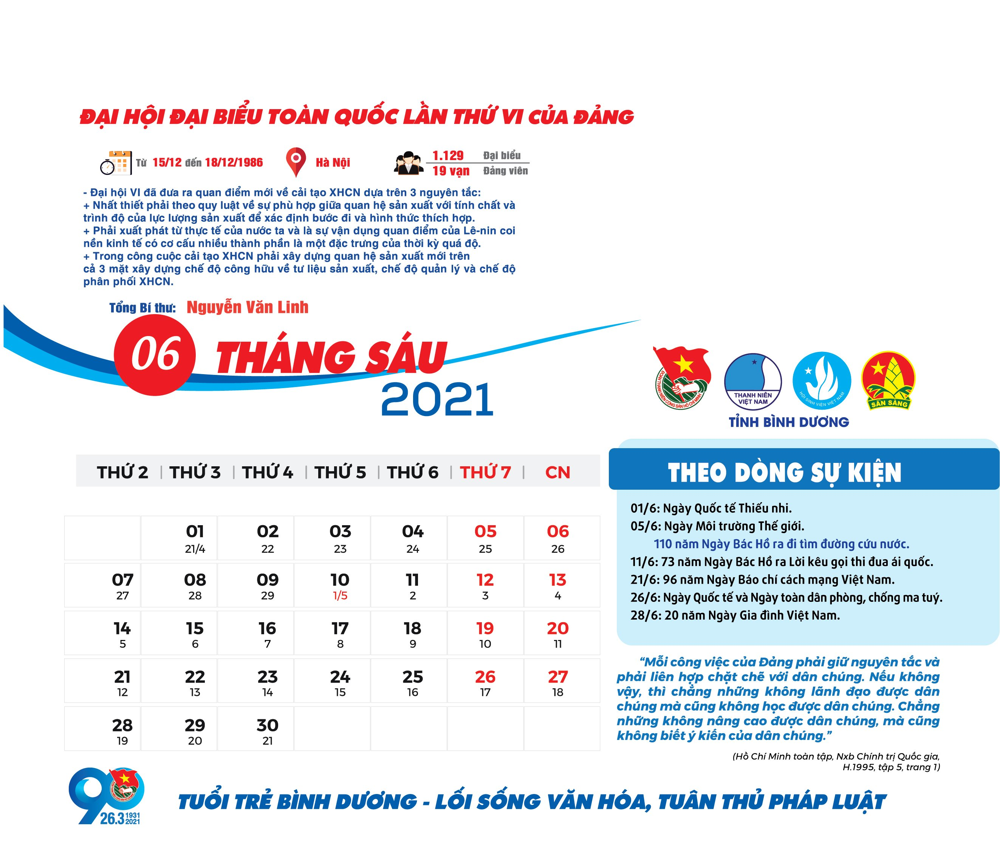 ĐẠI HỘI ĐẠI BIỂU TOÀN QUỐC LẦN THỨ VI CỦA ĐẢNG
Từ 15/12 đến 18/12/1986
Hà Nội
1.129 Đại biểu
19 vạn Đảng viên
- Đại hội VI đã đưa ra quan điểm mới về cải tạo XHCN dựa trên 3 nguyên tắc:
+ Nhất thiết phải theo quy luật về sự phù hợp giữa quan hệ sản xuất với tính chất và
trình độ của lực lượng sản xuất để xác định bước đi và hình thức thích hợp.
+ Phải xuất phát từ thực tế của nước ta và là sự vận dụng quan điểm của Lê-nin coi
nền kinh tế có cơ cấu nhiều thành phần là một đặc trưng của thời kỳ quá độ.
+ Trong công cuộc cải tạo XHCN phải xây dựng quan hệ sản xuất mới trên
cả 3 mặt xây dựng chế độ công hữu về tư liệu sản xuất, chế độ quản lý và chế độ
phân phối XHCN.
Tổng Bí thư: Nguyễn Văn Linh
06 THÁNG SÁU
2021
ĐOÀN THANH NIÊN CỘNG SẢN HỒ CHÍ MINH
THANH NIÊN
VIỆT NAM
HỘI SINH VIÊN VIỆT NAM
SẴN SÀNG
TỈNH BÌNH DƯƠNG
THỨ 2 | THỨ 3 | THỨ 4 | THỨ 5 | THỨ 6 | THỨ 7 | CN
01 02 03 04 05 06
21/4 22 23 24 25 26
07 08 09 10 11 12 13
27 28 29 1/5 2 3 4
14 15 16 17 18 19 20
5 6 7 8 9 10 11
21 22 23 24 25 26 27
12 13 14 15 16 17 18
28 29 30
19 20 21
THEO DÒNG SỰ KIỆN
01/6: Ngày Quốc tế Thiếu nhi.
05/6: Ngày Môi trường Thế giới.
110 năm Ngày Bác Hồ ra đi tìm đường cứu nước.
11/6: 73 năm Ngày Bác Hồ ra Lời kêu gọi thi đua ái quốc.
21/6: 96 năm Ngày Báo chí cách mạng Việt Nam.
26/6: Ngày Quốc tế và Ngày toàn dân phòng, chống ma tuý.
28/6: 20 năm Ngày Gia đình Việt Nam.
“Mỗi công việc của Đảng phải giữ nguyên tắc và
phải liên hợp chặt chẽ với dân chúng. Nếu không
vậy, thì chẳng những không lãnh đạo được dân
chúng mà cũng không học được dân chúng. Chẳng
những không nâng cao được dân chúng, mà cũng
không biết ý kiến của dân chúng.”
(Hồ Chí Minh toàn tập, Nxb Chính trị Quốc gia,
H.1995, tập 5, trang 1)
90
26.3 1931
2021
TUỔI TRẺ BÌNH DƯƠNG - LỐI SỐNG VĂN HÓA, TUÂN THỦ PHÁP LUẬT